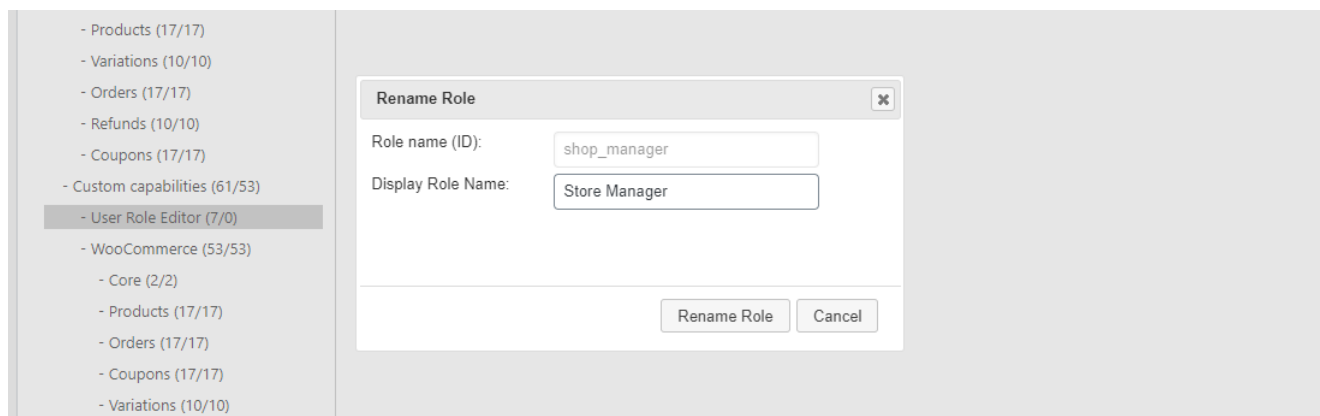 - Products (17/17)
- Variations (10/10)
- Orders (17/17)
- Refunds (10/10)
- Coupons (17/17)
- Custom capabilities (61/53)
- User Role Editor (7/0)
- WooCommerce (53/53)
- Core (2/2)
- Products (17/17)
- Orders (17/17)
- Coupons (17/17)
- Variations (10/10)
Rename Role
Role name (ID): shop_manager
Display Role Name: Store Manager
Rename Role Cancel